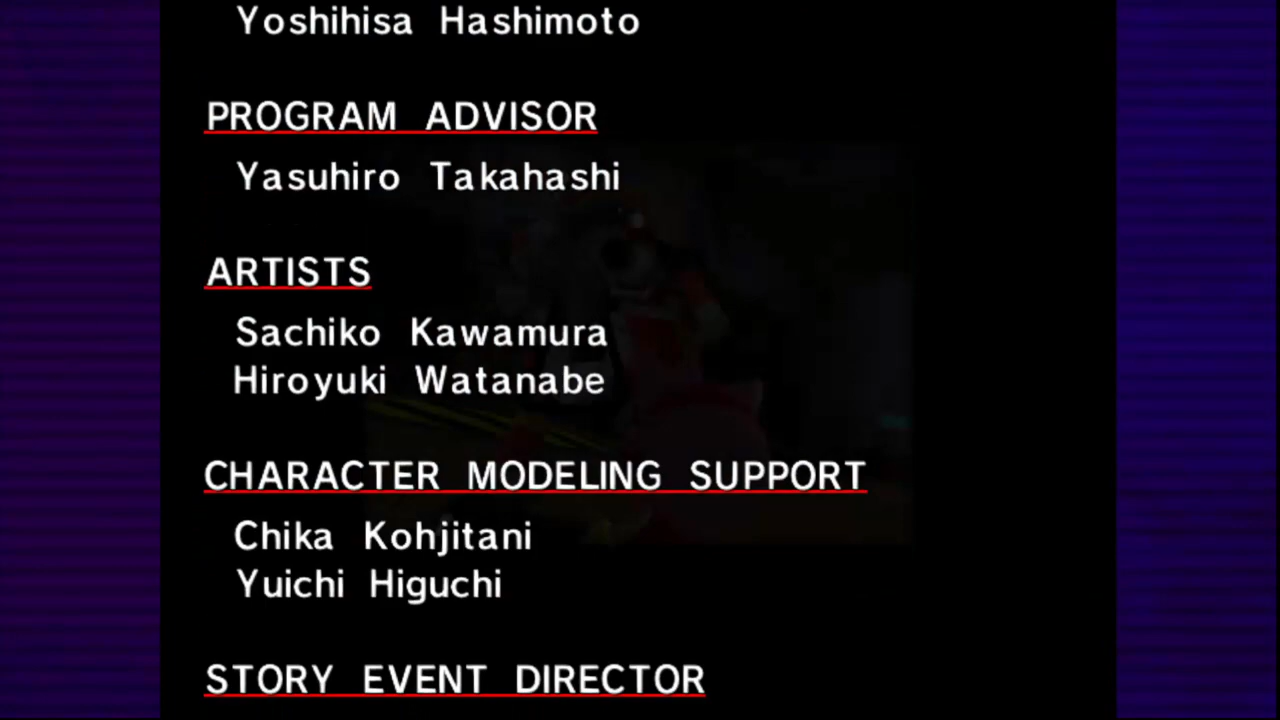 Yoshihisa Hashimoto
PROGRAM ADVISOR
Yasuhiro Takahashi
ARTISTS
Sachiko Kawamura
Hiroyuki Watanabe
CHARACTER MODELING SUPPORT
Chika Kohjitani
Yuichi Higuchi
STORY EVENT DIRECTOR